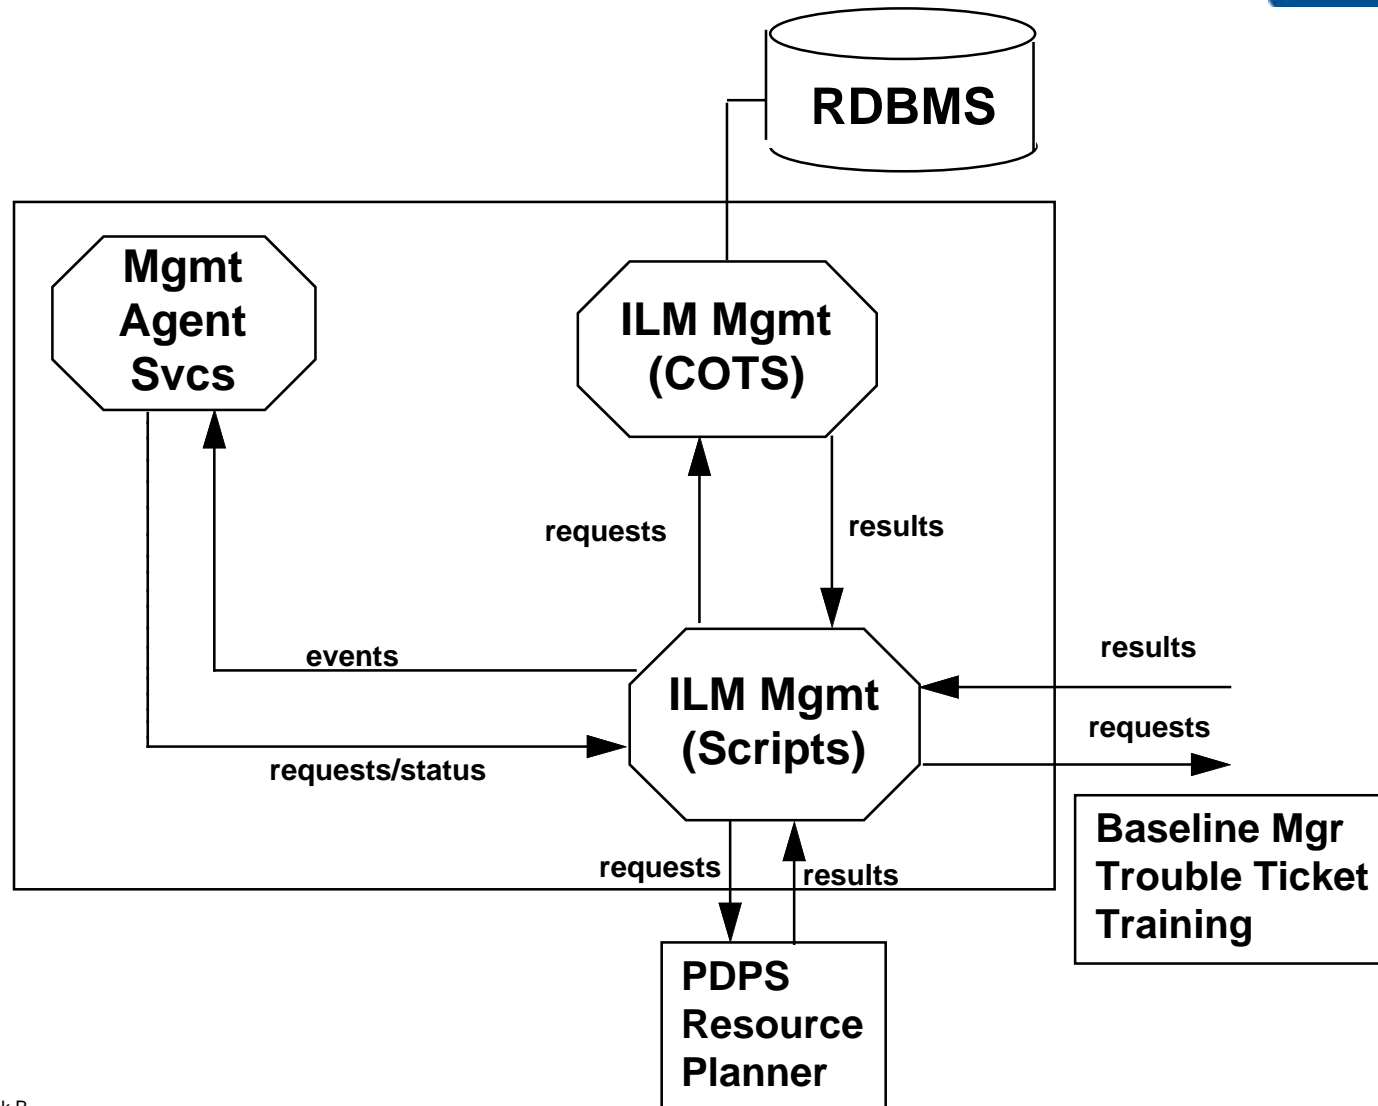 RDBMS
Mgmt
Agent
Svcs
ILM Mgmt
(COTS)
requests
results
events
results
ILM Mgmt
(Scripts)
requests
requests/status
requests
results
Baseline Mgr
Trouble Ticket
Training
PDPS
Resource
Planner